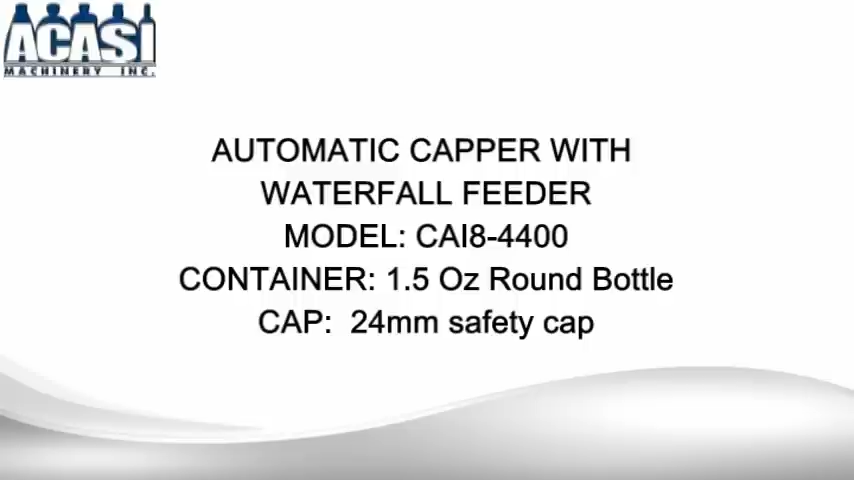 ACASI
MACHINERY INC.
AUTOMATIC CAPPER WITH
WATERFALL FEEDER
MODEL: CAI8-4400
CONTAINER: 1.5 Oz Round Bottle
CAP:  24mm safety cap